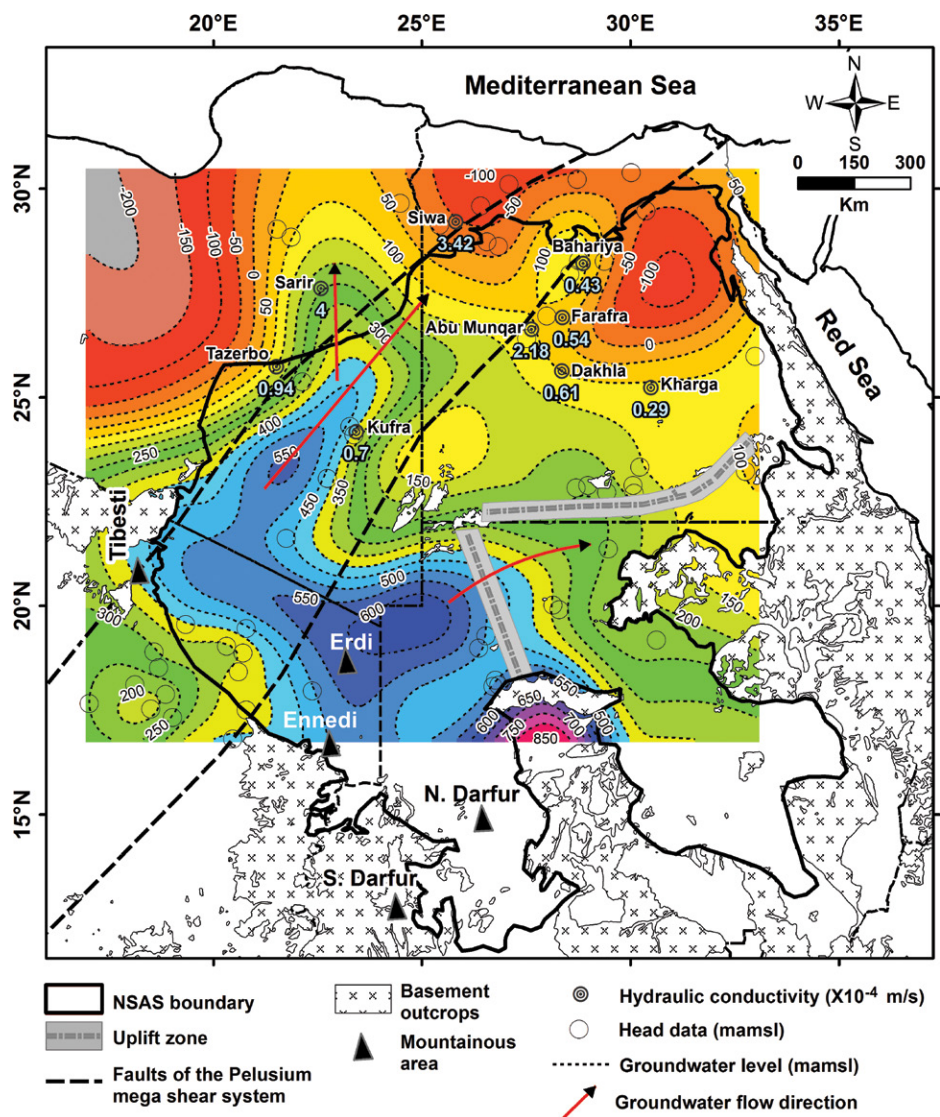 20°E 25°E 30°E 35°E
Mediterranean Sea
N
W E
S
0 150 300
Km
30°N
25°N
20°N
15°N
-200
-150
-100
-50
0
50
50
100
-100
-50
-50
Siwa
3.42
-100
Bahariya
0.43
-50
-100
0
Sarir
4
300
Abu Munqar
2.18
Farafra
0.54
Dakhla
0.61
Kharga
0.29
Red Sea
Tazerbo
0.94
250
400
550
Kufra
0.7
450
350
150
100
Tibesti
300
200
250
550
500
600
Erdi
Ennedi
150
200
600
650
550
750
700
500
850
N. Darfur
S. Darfur
NSAS boundary
Uplift zone
Faults of the Pelusium
mega shear system
Basement
outcrops
Mountainous
area
Hydraulic conductivity (X10⁻⁴ m/s)
Head data (mamsl)
Groundwater level (mamsl)
Groundwater flow direction